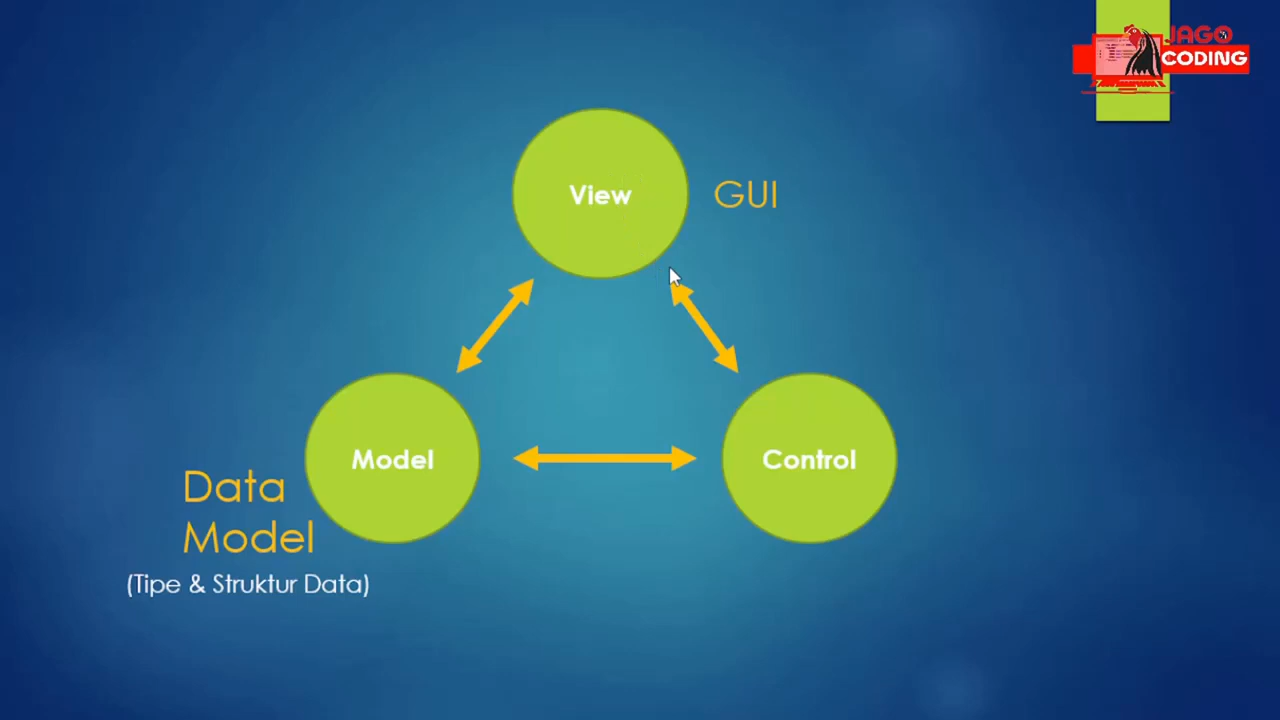 JAGO
CODING
View
GUI
Model
Control
Data
Model
(Tipe & Struktur Data)